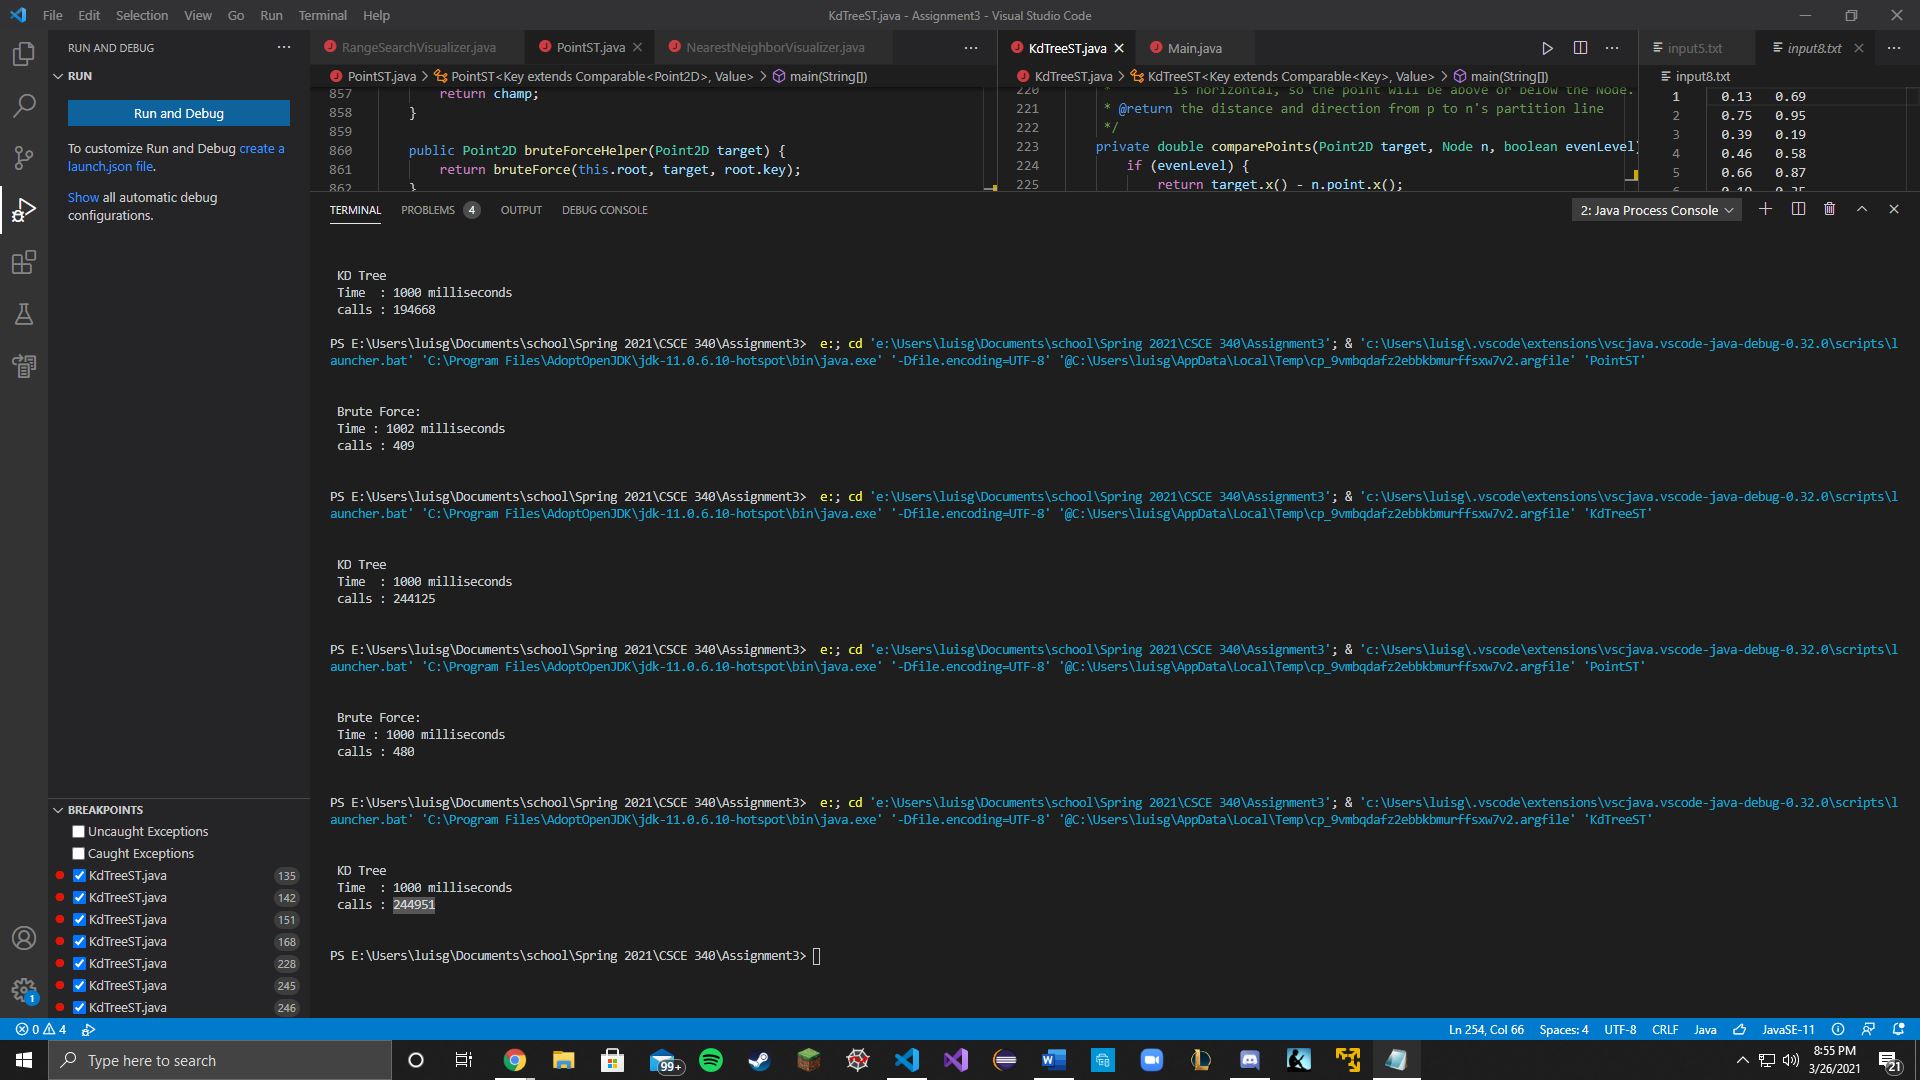 File Edit Selection View Go Run Terminal Help
KdTreeST.java - Assignment3 - Visual Studio Code
RUN AND DEBUG ···
RUN
Run and Debug
To customize Run and Debug create a
launch.json file.
Show all automatic debug
configurations.
RangeSearchVisualizer.java PointST.java NearestNeighborVisualizer.java ···
PointST.java > PointST<Key extends Comparable<Point2D>, Value> > main(String[])
857 return champ;
858 }
859
860 public Point2D bruteForceHelper(Point2D target) {
861 return bruteForce(this.root, target, root.key);
862 }
KdTreeST.java Main.java ···
KdTreeST.java > KdTreeST<Key extends Comparable<Key>, Value> > main(String[])
220 * is horizontal, so the point will be above or below the Node.
221 * @return the distance and direction from p to n's partition line
222 */
223 private double comparePoints(Point2D target, Node n, boolean evenLevel)
224 if (evenLevel) {
225 return target.x() - n.point.x();
input5.txt input8.txt ···
input8.txt
1 0.13 0.69
2 0.75 0.95
3 0.39 0.19
4 0.46 0.58
5 0.66 0.87
6 0.19 0.35
TERMINAL PROBLEMS 4 OUTPUT DEBUG CONSOLE
2: Java Process Console
KD Tree
Time  : 1000 milliseconds
calls : 194668
PS E:\Users\luisg\Documents\school\Spring 2021\CSCE 340\Assignment3>  e:; cd 'e:\Users\luisg\Documents\school\Spring 2021\CSCE 340\Assignment3'; & 'c:\Users\luisg\.vscode\extensions\vscjava.vscode-java-debug-0.32.0\scripts\l
auncher.bat' 'C:\Program Files\AdoptOpenJDK\jdk-11.0.6.10-hotspot\bin\java.exe' '-Dfile.encoding=UTF-8' '@C:\Users\luisg\AppData\Local\Temp\cp_9vmbqdafz2ebbkbmurffsxw7v2.argfile' 'PointST'
Brute Force:
Time : 1002 milliseconds
calls : 409
PS E:\Users\luisg\Documents\school\Spring 2021\CSCE 340\Assignment3>  e:; cd 'e:\Users\luisg\Documents\school\Spring 2021\CSCE 340\Assignment3'; & 'c:\Users\luisg\.vscode\extensions\vscjava.vscode-java-debug-0.32.0\scripts\l
auncher.bat' 'C:\Program Files\AdoptOpenJDK\jdk-11.0.6.10-hotspot\bin\java.exe' '-Dfile.encoding=UTF-8' '@C:\Users\luisg\AppData\Local\Temp\cp_9vmbqdafz2ebbkbmurffsxw7v2.argfile' 'KdTreeST'
KD Tree
Time  : 1000 milliseconds
calls : 244125
PS E:\Users\luisg\Documents\school\Spring 2021\CSCE 340\Assignment3>  e:; cd 'e:\Users\luisg\Documents\school\Spring 2021\CSCE 340\Assignment3'; & 'c:\Users\luisg\.vscode\extensions\vscjava.vscode-java-debug-0.32.0\scripts\l
auncher.bat' 'C:\Program Files\AdoptOpenJDK\jdk-11.0.6.10-hotspot\bin\java.exe' '-Dfile.encoding=UTF-8' '@C:\Users\luisg\AppData\Local\Temp\cp_9vmbqdafz2ebbkbmurffsxw7v2.argfile' 'PointST'
Brute Force:
Time : 1000 milliseconds
calls : 480
PS E:\Users\luisg\Documents\school\Spring 2021\CSCE 340\Assignment3>  e:; cd 'e:\Users\luisg\Documents\school\Spring 2021\CSCE 340\Assignment3'; & 'c:\Users\luisg\.vscode\extensions\vscjava.vscode-java-debug-0.32.0\scripts\l
auncher.bat' 'C:\Program Files\AdoptOpenJDK\jdk-11.0.6.10-hotspot\bin\java.exe' '-Dfile.encoding=UTF-8' '@C:\Users\luisg\AppData\Local\Temp\cp_9vmbqdafz2ebbkbmurffsxw7v2.argfile' 'KdTreeST'
KD Tree
Time  : 1000 milliseconds
calls : 244951
PS E:\Users\luisg\Documents\school\Spring 2021\CSCE 340\Assignment3>
BREAKPOINTS
Uncaught Exceptions
Caught Exceptions
KdTreeST.java 135
KdTreeST.java 142
KdTreeST.java 151
KdTreeST.java 168
KdTreeST.java 228
KdTreeST.java 245
KdTreeST.java 246
1
0 4
Ln 254, Col 66 Spaces: 4 UTF-8 CRLF Java JavaSE-11
Type here to search
99+
8:55 PM
3/26/2021
21